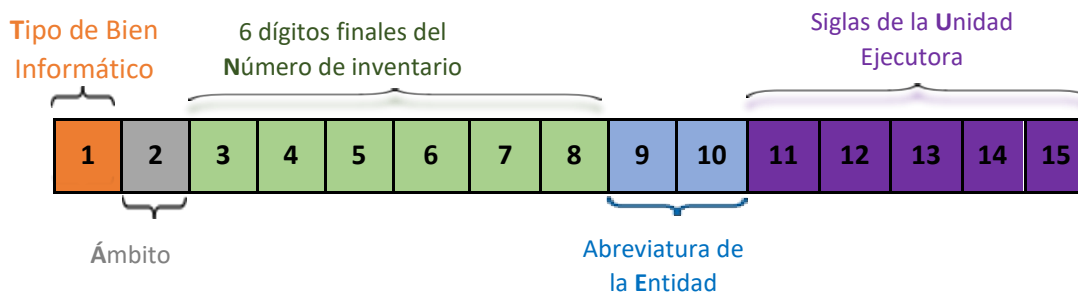 Tipo de Bien
Informático
6 dígitos finales del
Número de inventario
Siglas de la Unidad
Ejecutora
1 2 3 4 5 6 7 8 9 10 11 12 13 14 15
Ámbito
Abreviatura de
la Entidad